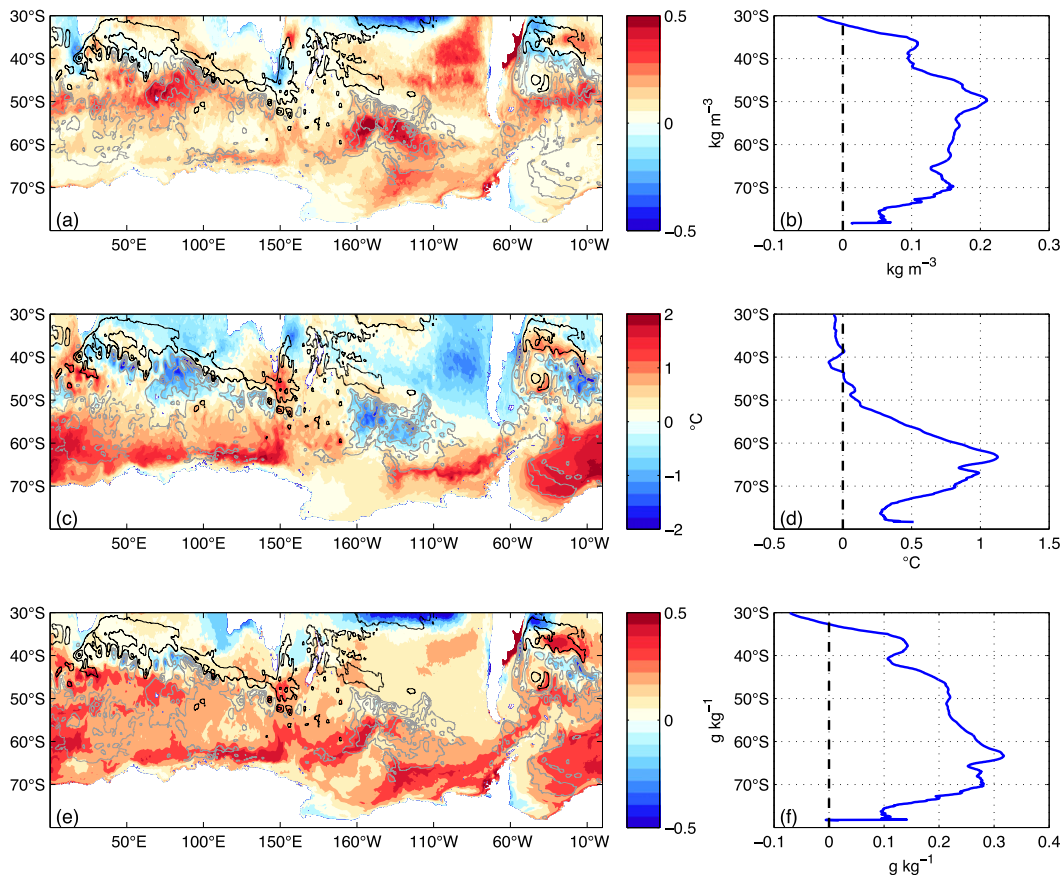 30°S
40°S
50°S
60°S
70°S
(a)
50°E
100°E
150°E
160°W
110°W
60°W
10°W
0.5
0
−0.5
kg m⁻³
30°S
40°S
50°S
60°S
70°S
(b)
−0.1
0
0.1
0.2
0.3
kg m⁻³
30°S
40°S
50°S
60°S
70°S
(c)
50°E
100°E
150°E
160°W
110°W
60°W
10°W
2
1
0
−1
−2
°C
30°S
40°S
50°S
60°S
70°S
(d)
−0.5
0
0.5
1
1.5
°C
30°S
40°S
50°S
60°S
70°S
(e)
50°E
100°E
150°E
160°W
110°W
60°W
10°W
0.5
0
−0.5
g kg⁻¹
30°S
40°S
50°S
60°S
70°S
(f)
−0.1
0
0.1
0.2
0.3
0.4
g kg⁻¹